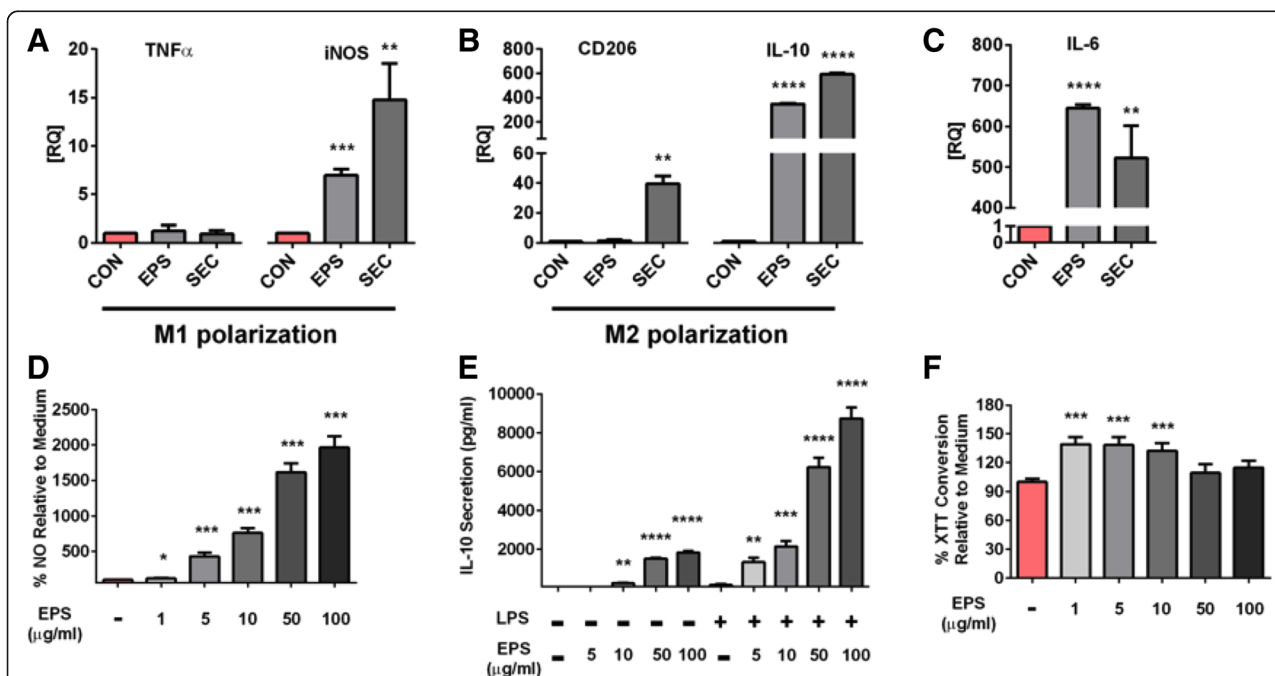 A
TNFα
iNOS
**
***
[RQ]
20
15
10
5
0
CON
EPS
SEC
CON
EPS
SEC
M1 polarization
B
CD206
IL-10
****
****
**
[RQ]
800
600
400
200
60
40
20
0
CON
EPS
SEC
CON
EPS
SEC
M2 polarization
C
IL-6
****
**
[RQ]
800
700
600
500
400
1
0
CON
EPS
SEC
D
% NO Relative to Medium
2500
2000
1500
1000
500
*
***
***
***
***
EPS
(μg/ml)
- 1 5 10 50 100
E
IL-10 Secretion (pg/ml)
10000
8000
6000
4000
2000
**
****
****
**
***
****
****
LPS
- - - - - + + + + +
EPS
(μg/ml)
- 5 10 50 100 - 5 10 50 100
F
% XTT Conversion
Relative to Medium
180
150
120
90
60
30
0
***
***
***
EPS
(μg/ml)
- 1 5 10 50 100